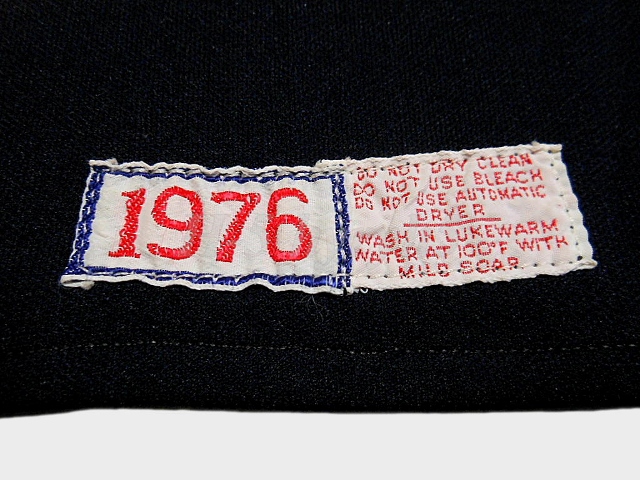 1976
DO NOT DRY CLEAN
DO NOT USE BLEACH
DO NOT USE AUTOMATIC
DRYER
WASH IN LUKEWARM
WATER AT 100°F WITH
MILD SOAP